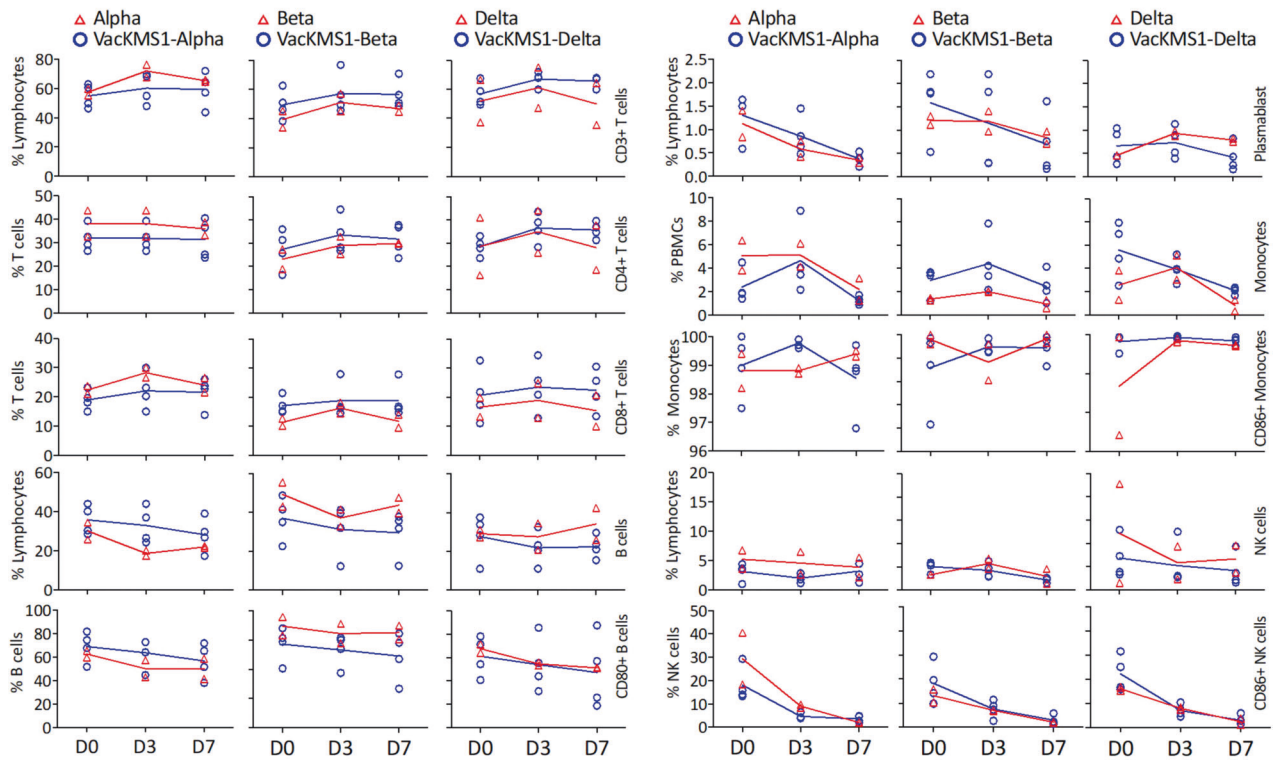 Alpha Beta Delta Alpha Beta Delta
VacKMS1-Alpha VacKMS1-Beta VacKMS1-Delta VacKMS1-Alpha VacKMS1-Beta VacKMS1-Delta
% Lymphocytes
80
60
40
20
0
CD3+ T cells
% Lymphocytes
2.5
2.0
1.5
1.0
0.5
0.0
Plasmablast
% T cells
50
40
30
20
10
0
CD4+ T cells
% PBMCs
10
8
6
4
2
0
Monocytes
% T cells
40
30
20
10
0
CD8+ T cells
% Monocytes
100
99
98
97
96
CD86+ Monocytes
% Lymphocytes
60
40
20
0
B cells
% Lymphocytes
20
15
10
5
0
NK cells
% B cells
100
80
60
40
20
0
CD80+ B cells
% NK cells
50
40
30
20
10
0
CD86+ NK cells
D0 D3 D7 D0 D3 D7 D0 D3 D7 D0 D3 D7 D0 D3 D7 D0 D3 D7